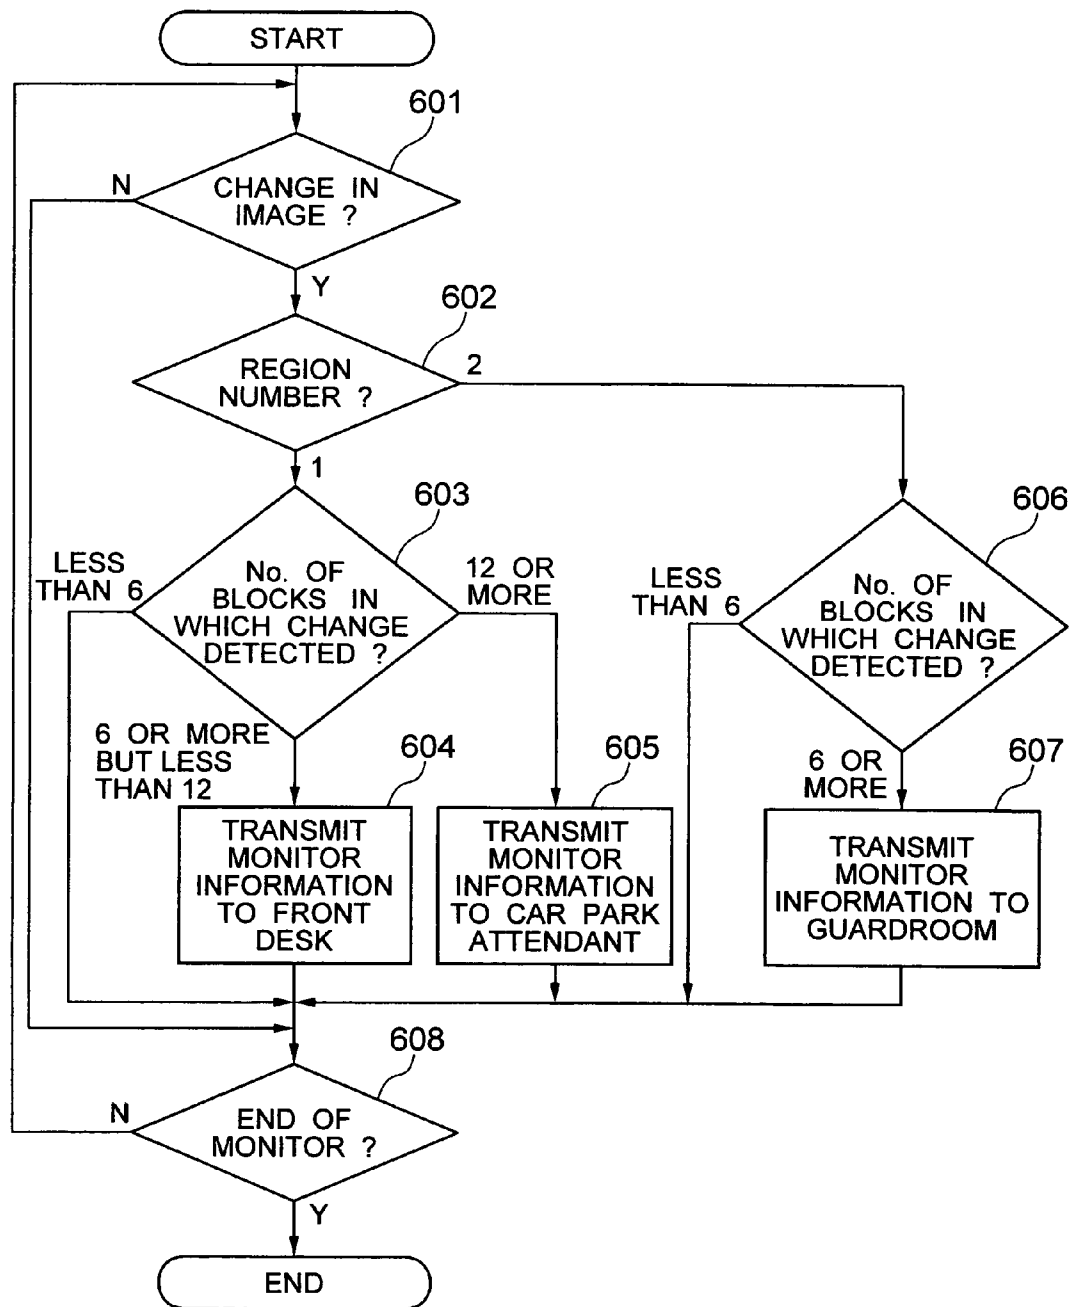 START
601
CHANGE IN
IMAGE ?
N
Y
602
REGION
NUMBER ?
2
1
603
No. OF
BLOCKS IN
WHICH CHANGE
DETECTED ?
LESS
THAN 6
12 OR
MORE
6 OR MORE
BUT LESS
THAN 12
606
No. OF
BLOCKS IN
WHICH CHANGE
DETECTED ?
LESS
THAN 6
6 OR
MORE
604
TRANSMIT
MONITOR
INFORMATION
TO FRONT
DESK
605
TRANSMIT
MONITOR
INFORMATION
TO CAR PARK
ATTENDANT
607
TRANSMIT
MONITOR
INFORMATION TO
GUARDROOM
608
END OF
MONITOR ?
N
Y
END